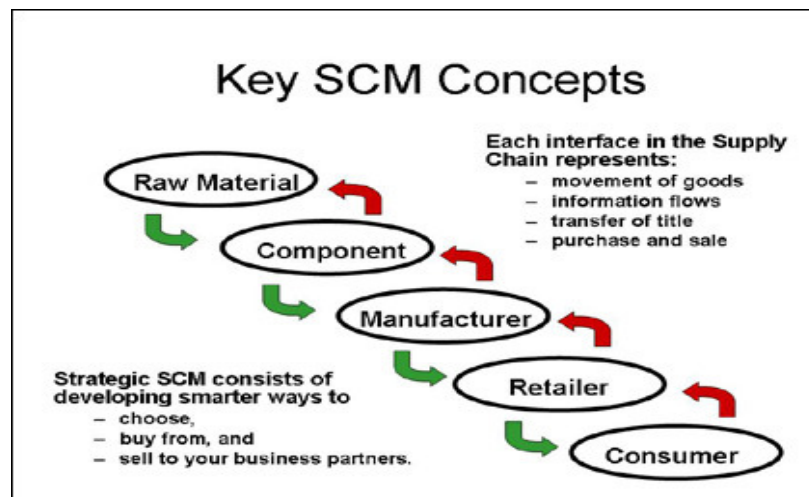 Key SCM Concepts
Each interface in the Supply
Chain represents:
– movement of goods
– information flows
– transfer of title
– purchase and sale
Raw Material
Component
Manufacturer
Retailer
Consumer
Strategic SCM consists of
developing smarter ways to
– choose,
– buy from, and
– sell to your business partners.